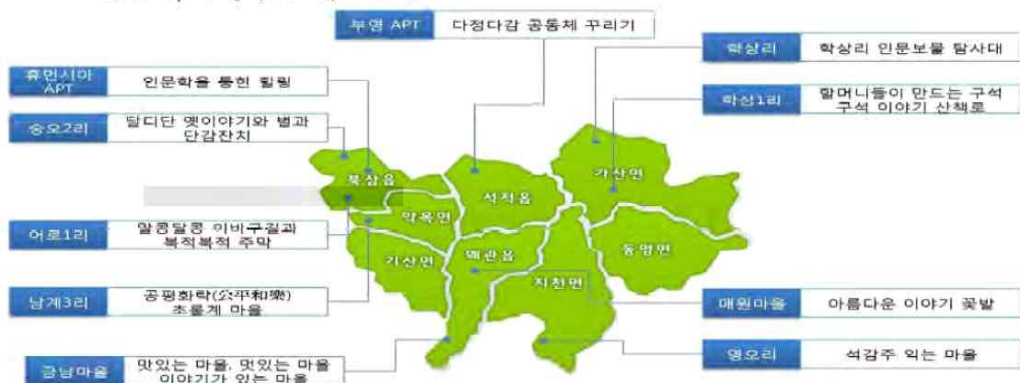 부영 APT
다정다감 공동체 꾸리기
학상리
학상리 인문보물 탐사대
휴먼시아
APT
인문학을 통한 힐링
학상1리
할머니들이 만드는 구석
구석 이야기 산책로
숭오2리
달디단 옛이야기와 벌과
단감잔치
북삼읍
석적읍
가산면
약목면
어로1리
알콩달콩 이바구길과
북적북적 주막
가산면
왜관읍
동명면
지천면
남계3리
공평화락(公平和樂)
초롱계 마을
매원마을
아름다운 이야기 꽃밭
금남마을
맛있는 마을, 멋있는 마을
이야기가 있는 마을
영오리
석감주 익는 마을